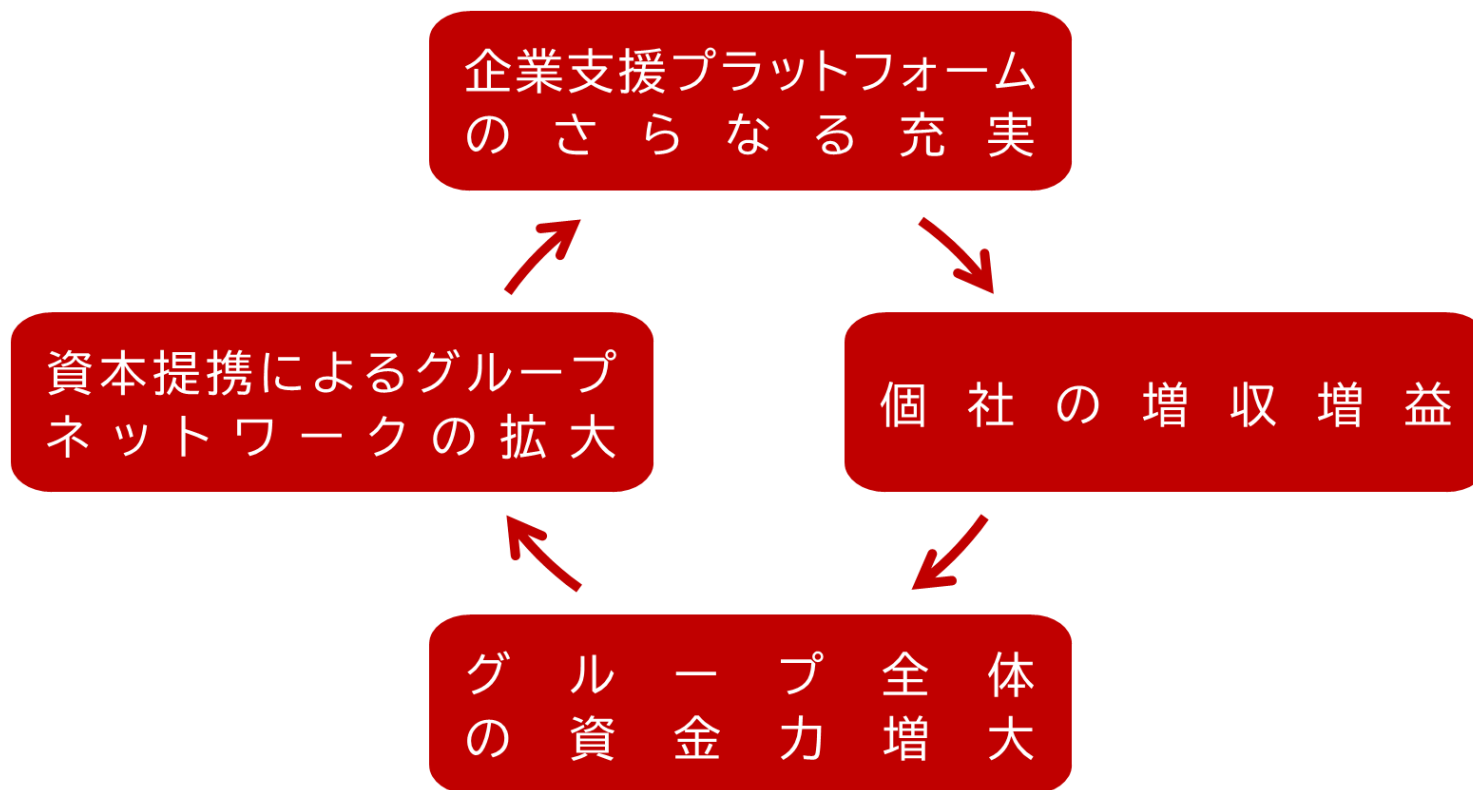 企業支援プラットフォーム
のさらなる充実
資本提携によるグループ
ネットワークの拡大
個社の増収増益
グループ全体
の資金力増大